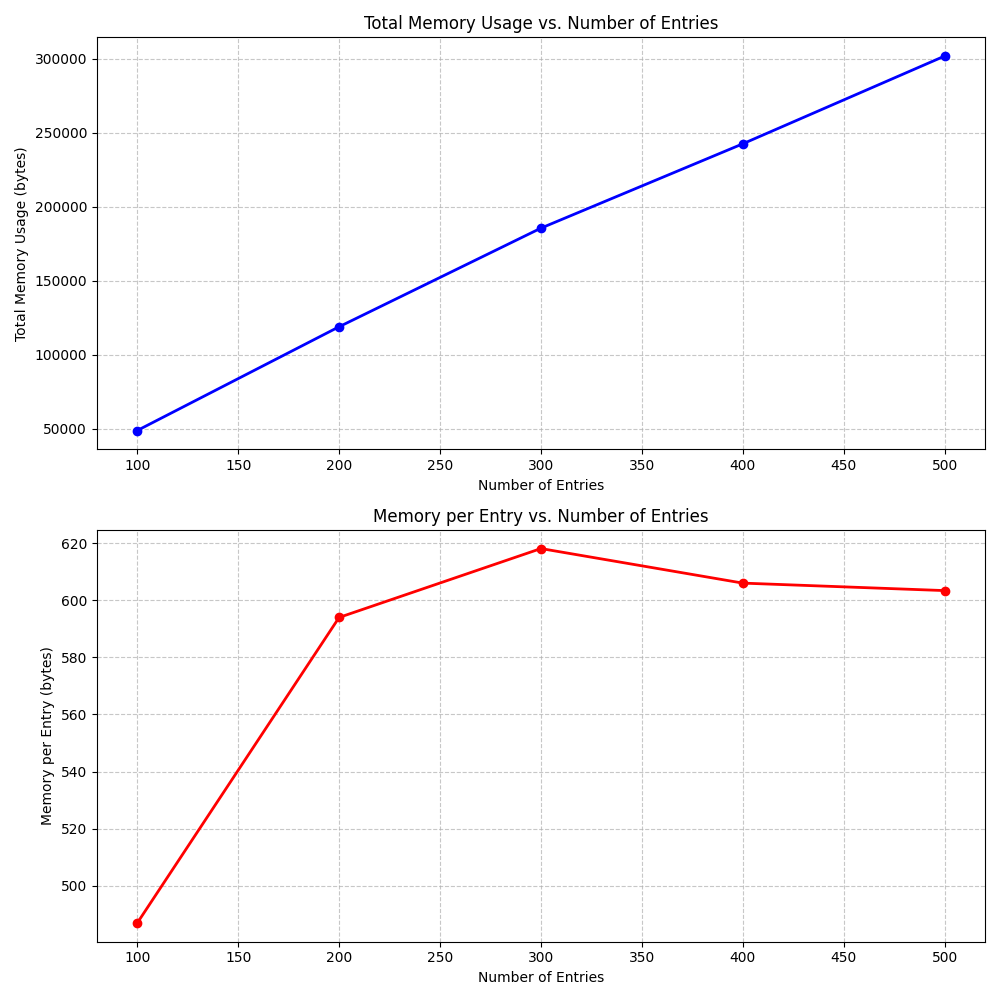 Total Memory Usage vs. Number of Entries
300000
250000
200000
150000
100000
50000
Total Memory Usage (bytes)
100 150 200 250 300 350 400 450 500
Number of Entries
Memory per Entry vs. Number of Entries
620
600
580
560
540
520
500
Memory per Entry (bytes)
100 150 200 250 300 350 400 450 500
Number of Entries